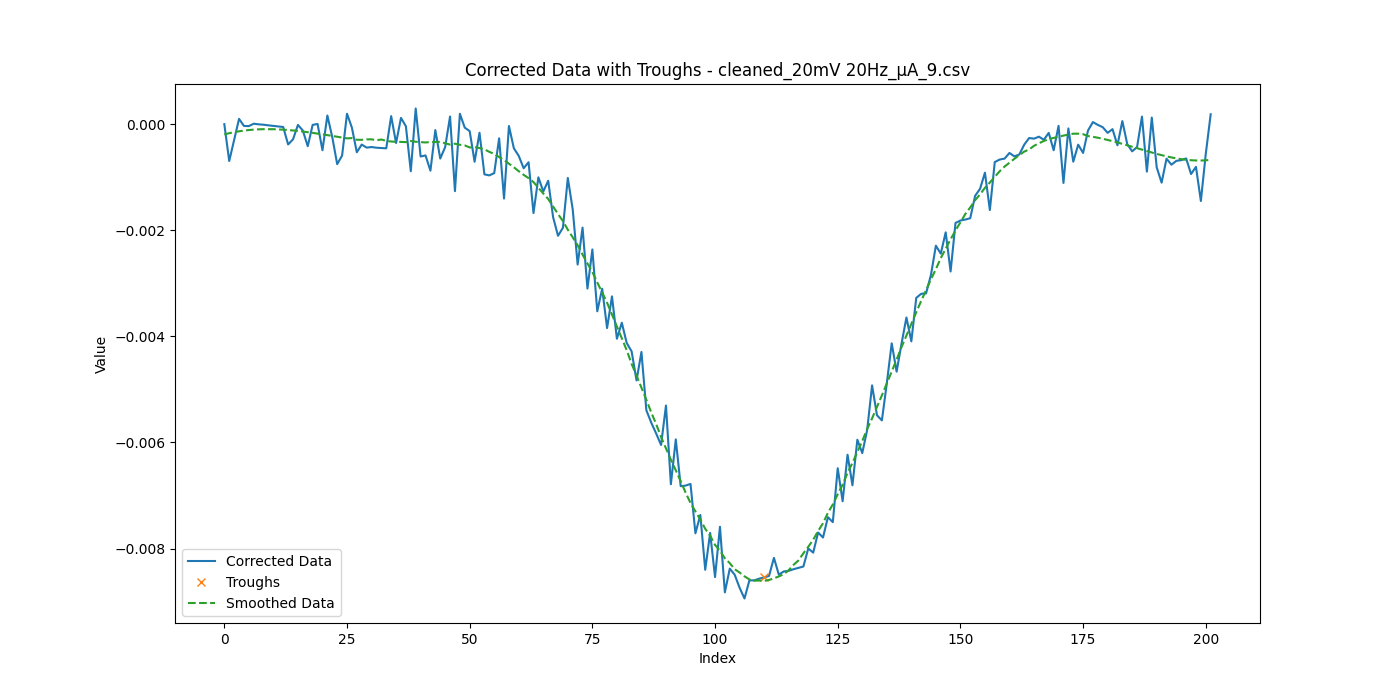 Corrected Data with Troughs - cleaned_20mV 20Hz_μA_9.csv
0.000
−0.002
−0.004
−0.006
−0.008
Value
Corrected Data
Troughs
Smoothed Data
0 25 50 75 100 125 150 175 200
Index